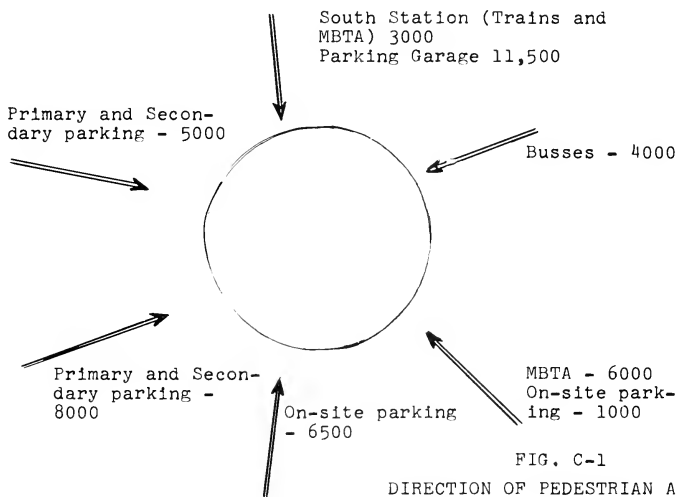 South Station (Trains and
MBTA) 3000
Parking Garage 11,500
Primary and Secon-
dary parking - 5000
Busses - 4000
Primary and Secon-
dary parking -
8000
On-site parking
- 6500
MBTA - 6000
On-site park-
ing - 1000
FIG. C-1
DIRECTION OF PEDESTRIAN A